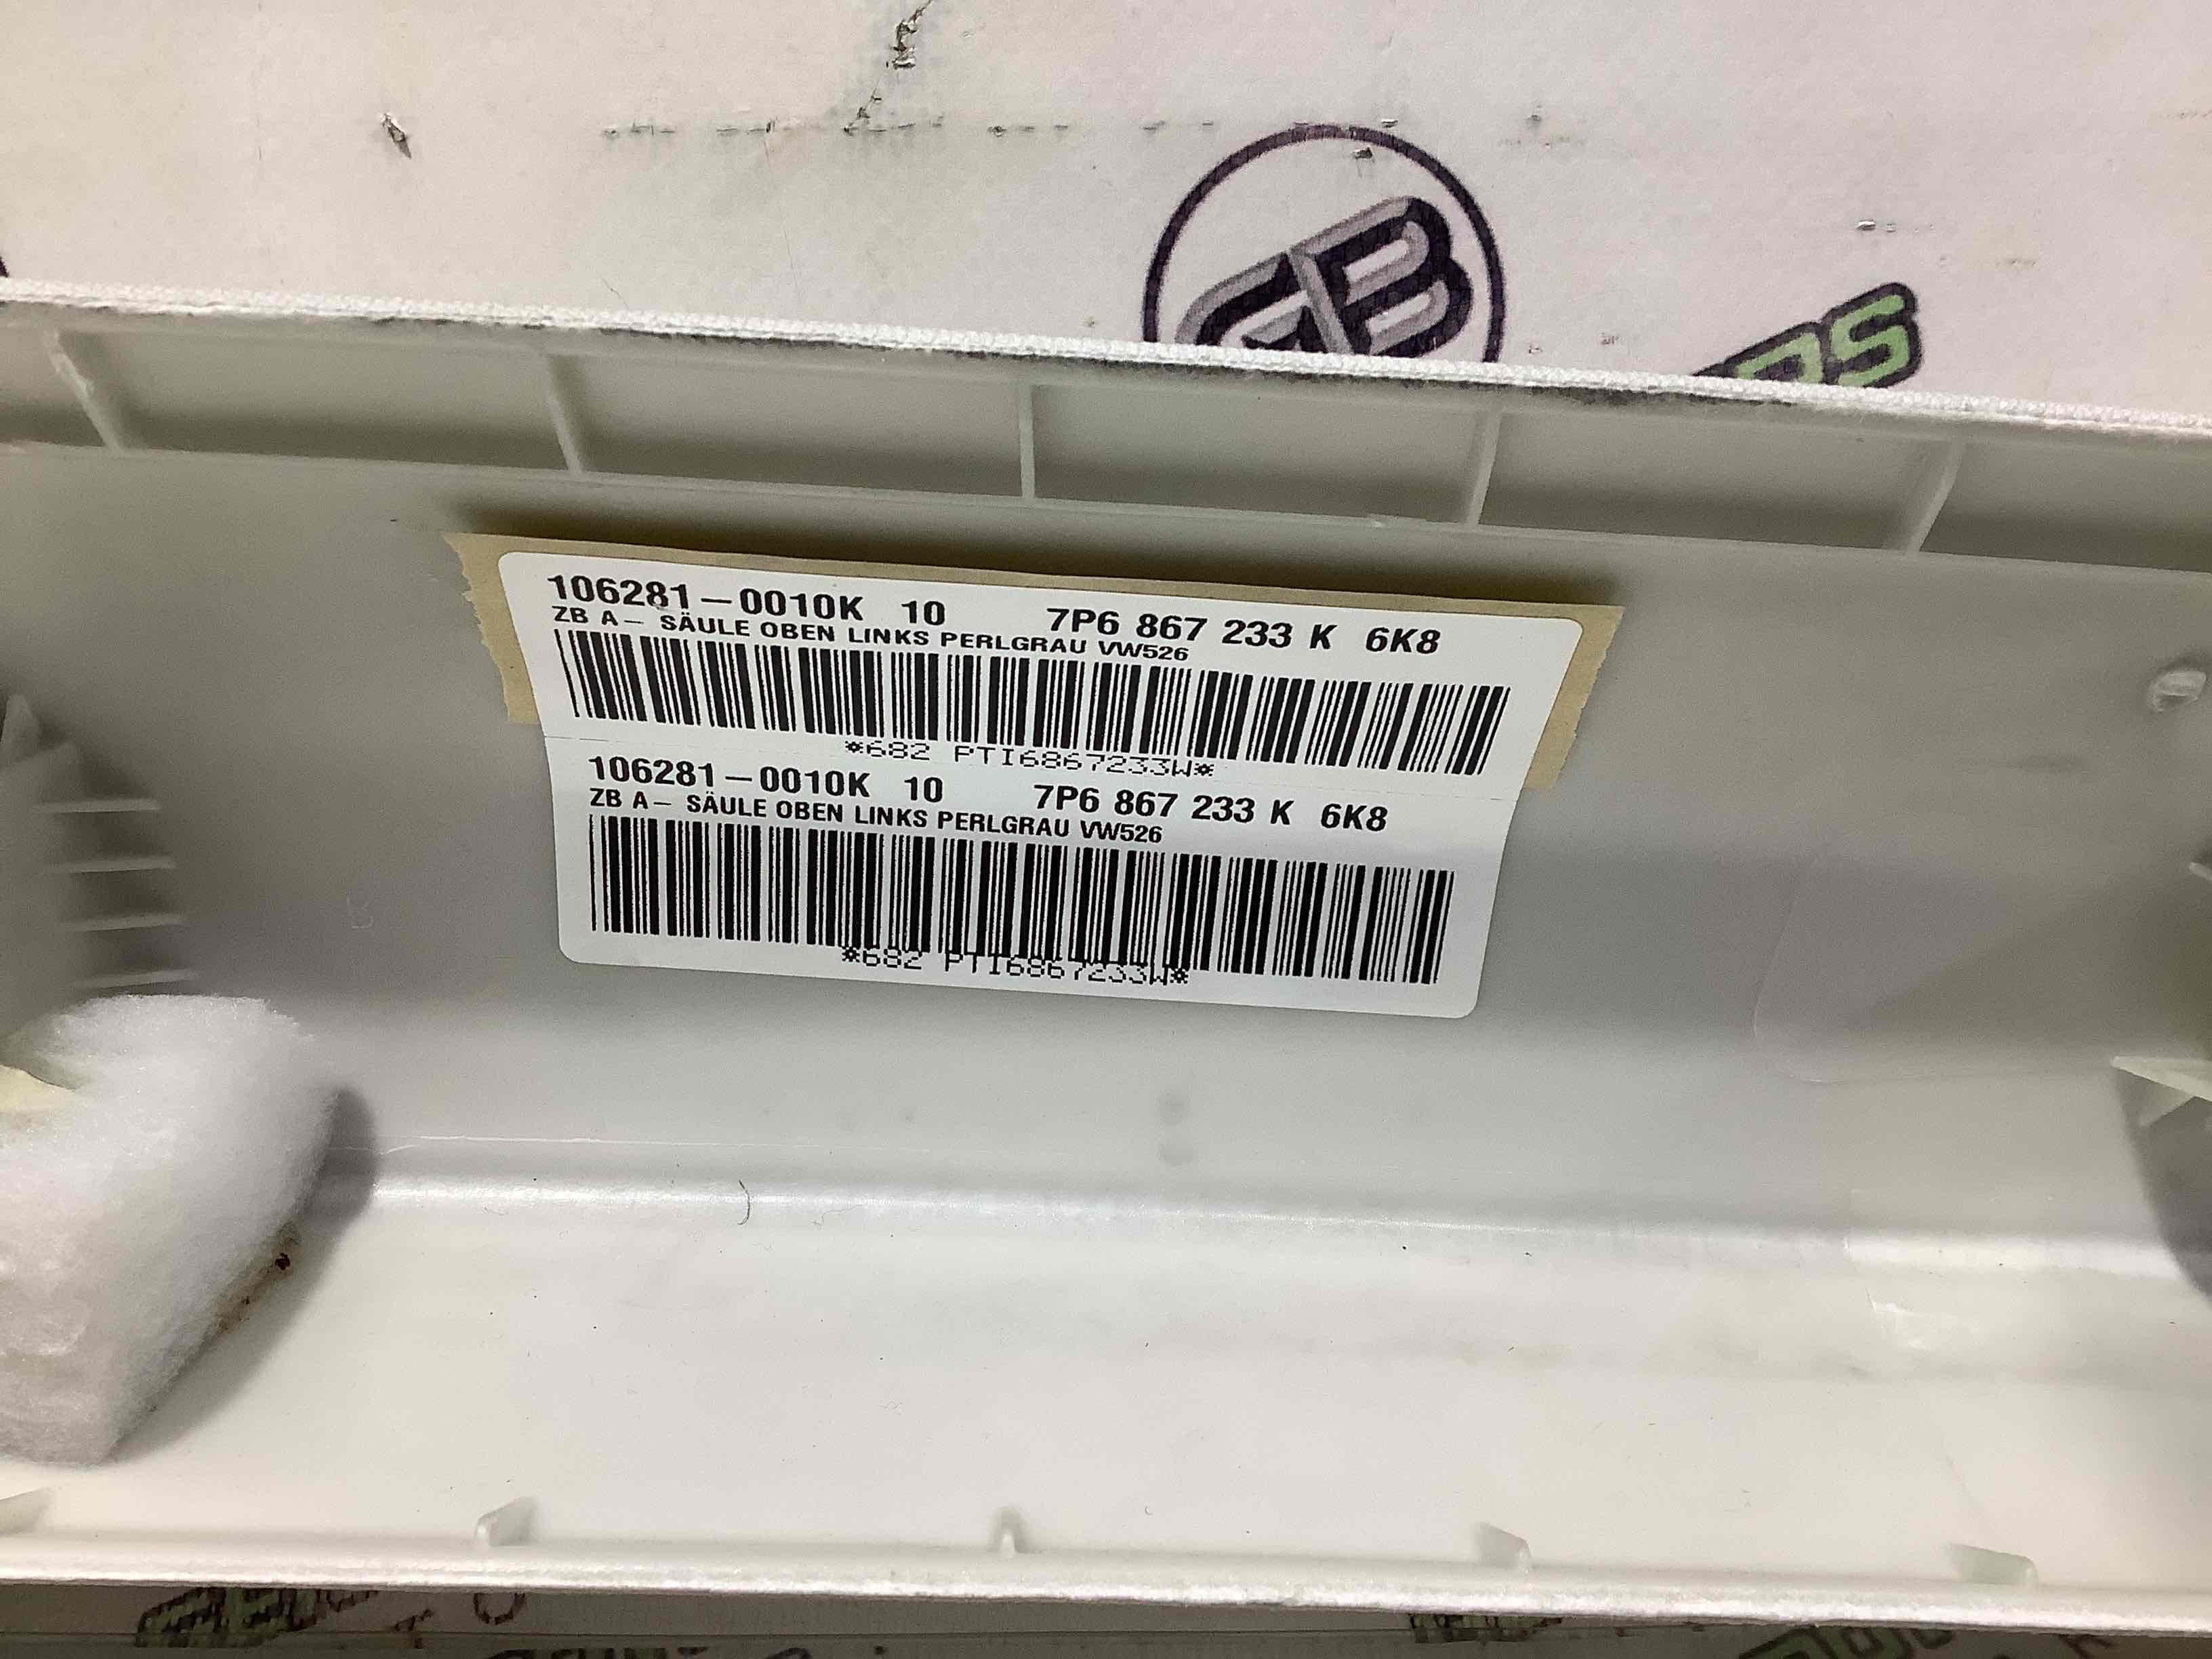 106281-0010K 10 7P6 867 233 K 6K8
ZB A- SÄULE OBEN LINKS PERLGRAU VW526
*682 PTI6867233W*
106281-0010K 10 7P6 867 233 K 6K8
ZB A- SÄULE OBEN LINKS PERLGRAU VW526
*682 PTI6867233W*